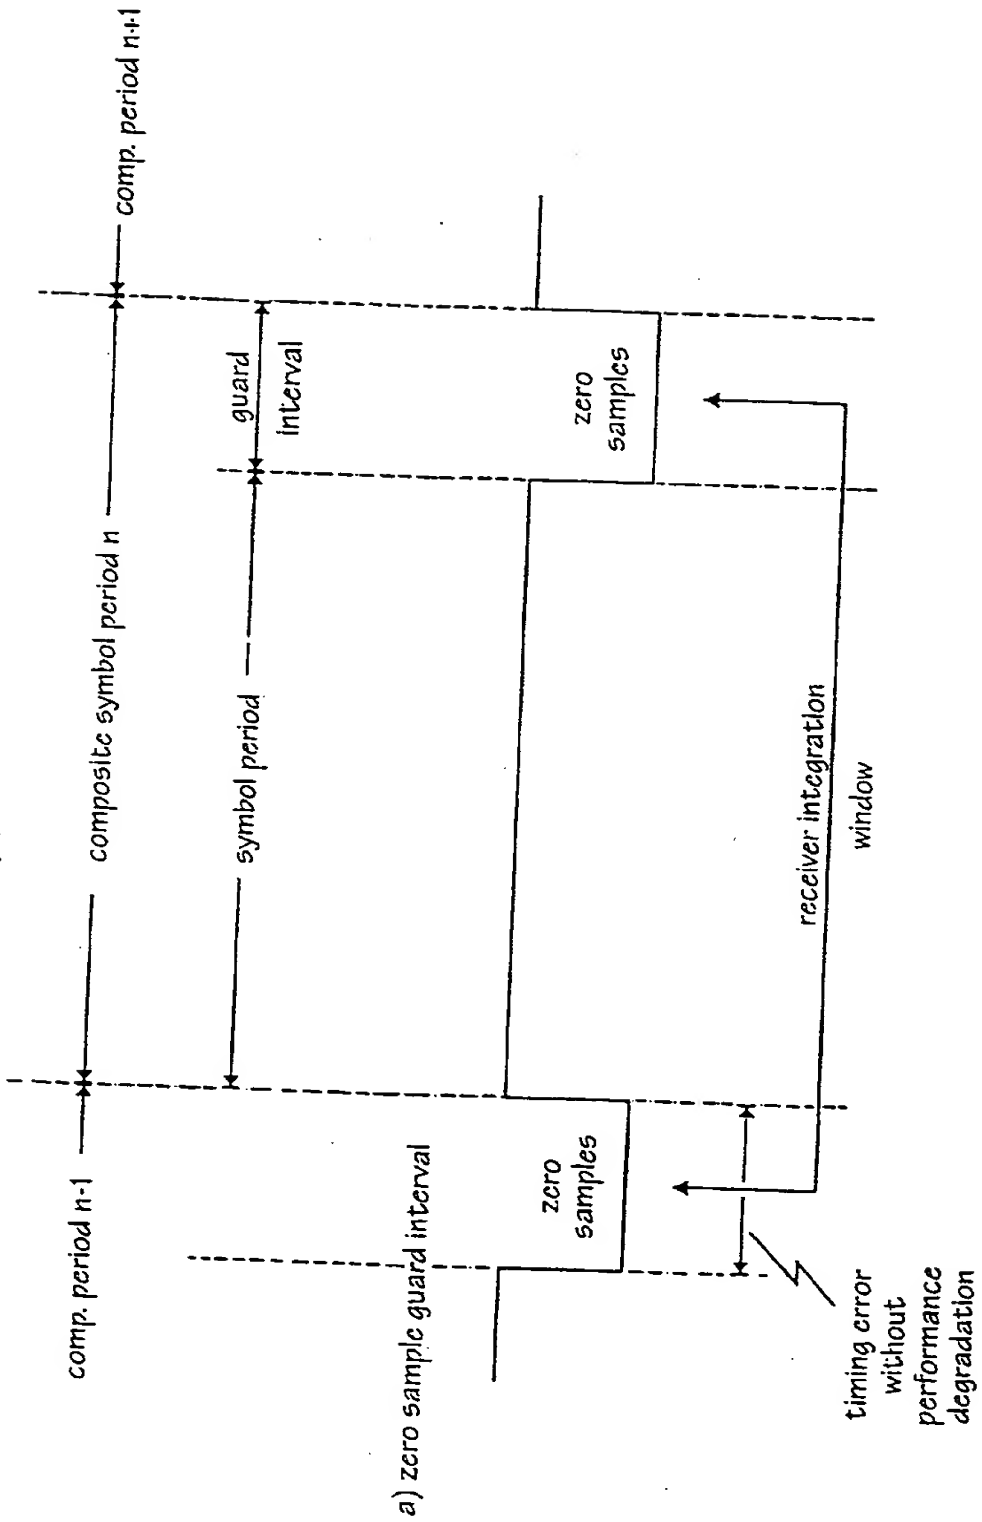 comp. period n-1
composite symbol period n
comp. period n+1
symbol period
guard
interval
a) zero sample guard interval
zero
samples
zero
samples
receiver integration
window
timing error
without
performance
degradation